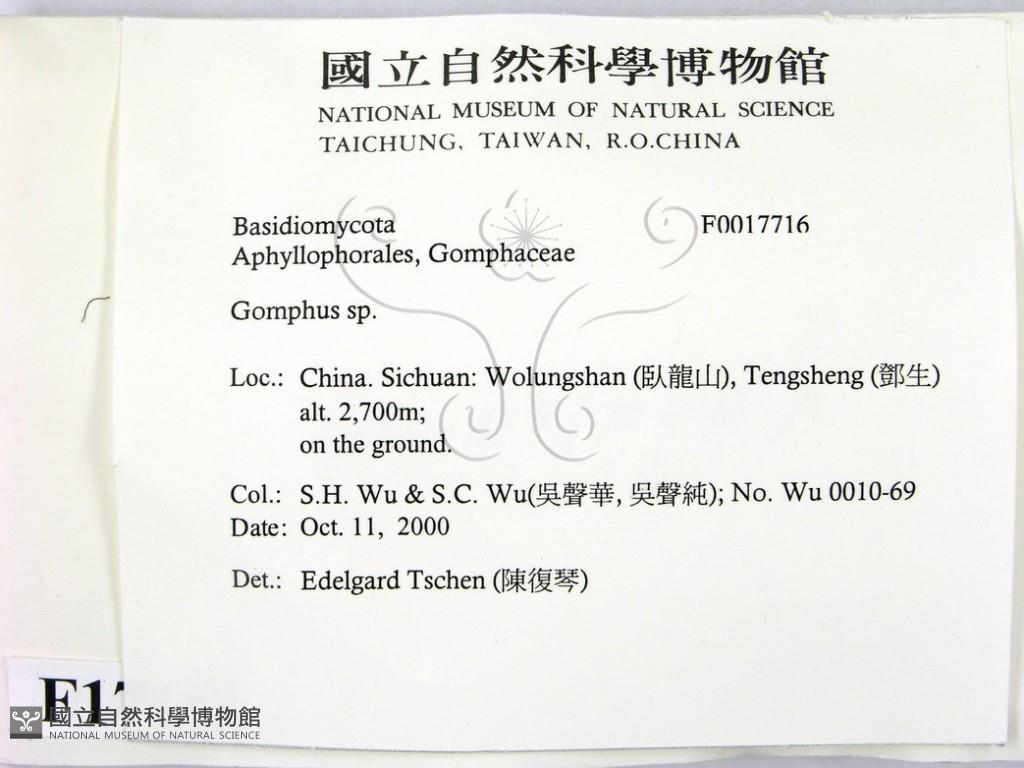 國立自然科學博物館
NATIONAL MUSEUM OF NATURAL SCIENCE
TAICHUNG, TAIWAN, R.O.CHINA
Basidiomycota F0017716
Aphyllophorales, Gomphaceae
Gomphus sp.
Loc.: China. Sichuan: Wolungshan (臥龍山), Tengsheng (鄧生)
alt. 2,700m;
on the ground.
Col.: S.H. Wu & S.C. Wu(吳聲華, 吳聲純); No. Wu 0010-69
Date: Oct. 11, 2000
Det.: Edelgard Tschen (陳復琴)
F17
國立自然科學博物館
NATIONAL MUSEUM OF NATURAL SCIENCE